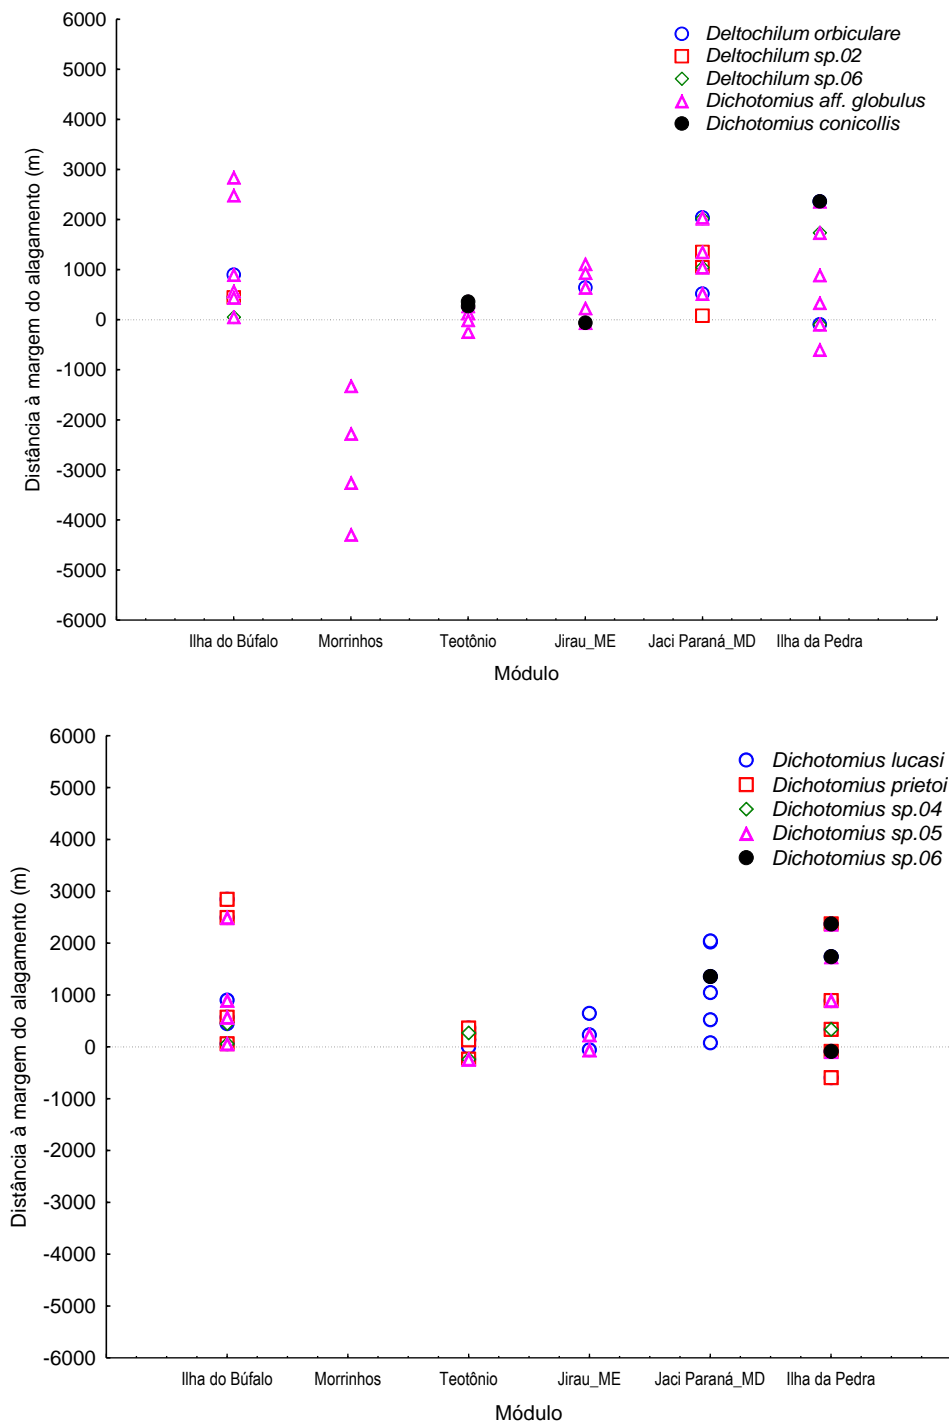 6000
5000
4000
3000
2000
1000
0
-1000
-2000
-3000
-4000
-5000
-6000
Distância à margem do alagamento (m)
Deltochilum orbiculare
Deltochilum sp.02
Deltochilum sp.06
Dichotomius aff. globulus
Dichotomius conicollis
Ilha do Búfalo Morrinhos Teotônio Jirau_ME Jaci Paraná_MD Ilha da Pedra
Módulo
6000
5000
4000
3000
2000
1000
0
-1000
-2000
-3000
-4000
-5000
-6000
Distância à margem do alagamento (m)
Dichotomius lucasi
Dichotomius prietoi
Dichotomius sp.04
Dichotomius sp.05
Dichotomius sp.06
Ilha do Búfalo Morrinhos Teotônio Jirau_ME Jaci Paraná_MD Ilha da Pedra
Módulo